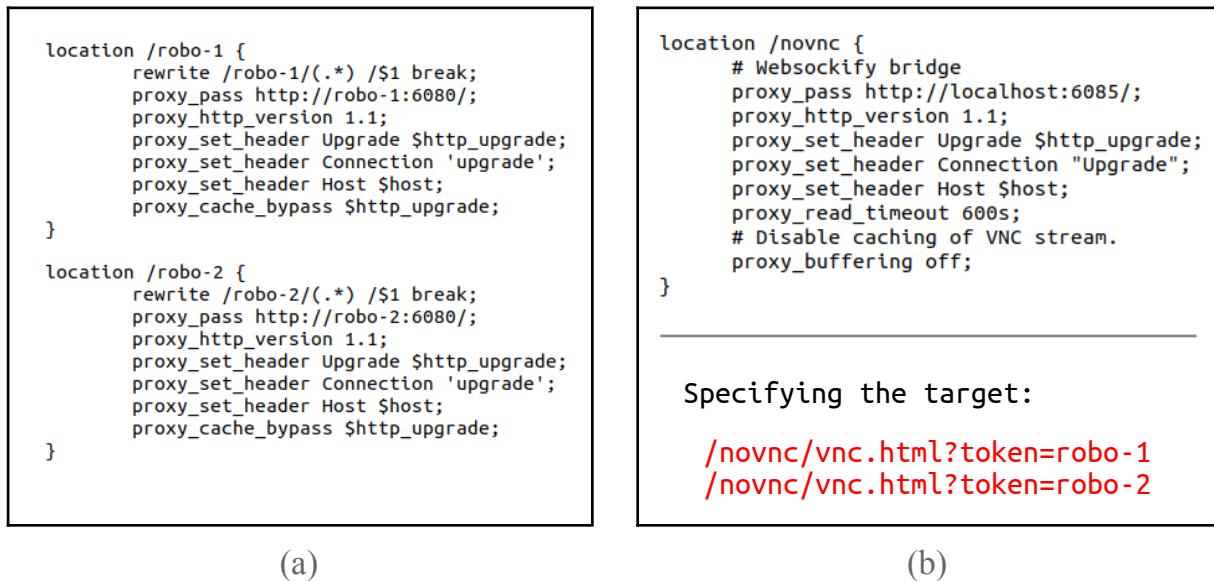 location /robo-1 {
rewrite /robo-1/(.*) /$1 break;
proxy_pass http://robo-1:6080/;
proxy_http_version 1.1;
proxy_set_header Upgrade $http_upgrade;
proxy_set_header Connection 'upgrade';
proxy_set_header Host $host;
proxy_cache_bypass $http_upgrade;
}
location /robo-2 {
rewrite /robo-2/(.*) /$1 break;
proxy_pass http://robo-2:6080/;
proxy_http_version 1.1;
proxy_set_header Upgrade $http_upgrade;
proxy_set_header Connection 'upgrade';
proxy_set_header Host $host;
proxy_cache_bypass $http_upgrade;
}
(a)
location /novnc {
# Websockify bridge
proxy_pass http://localhost:6085/;
proxy_http_version 1.1;
proxy_set_header Upgrade $http_upgrade;
proxy_set_header Connection "Upgrade";
proxy_set_header Host $host;
proxy_read_timeout 600s;
# Disable caching of VNC stream.
proxy_buffering off;
}
Specifying the target:
/novnc/vnc.html?token=robo-1
/novnc/vnc.html?token=robo-2
(b)